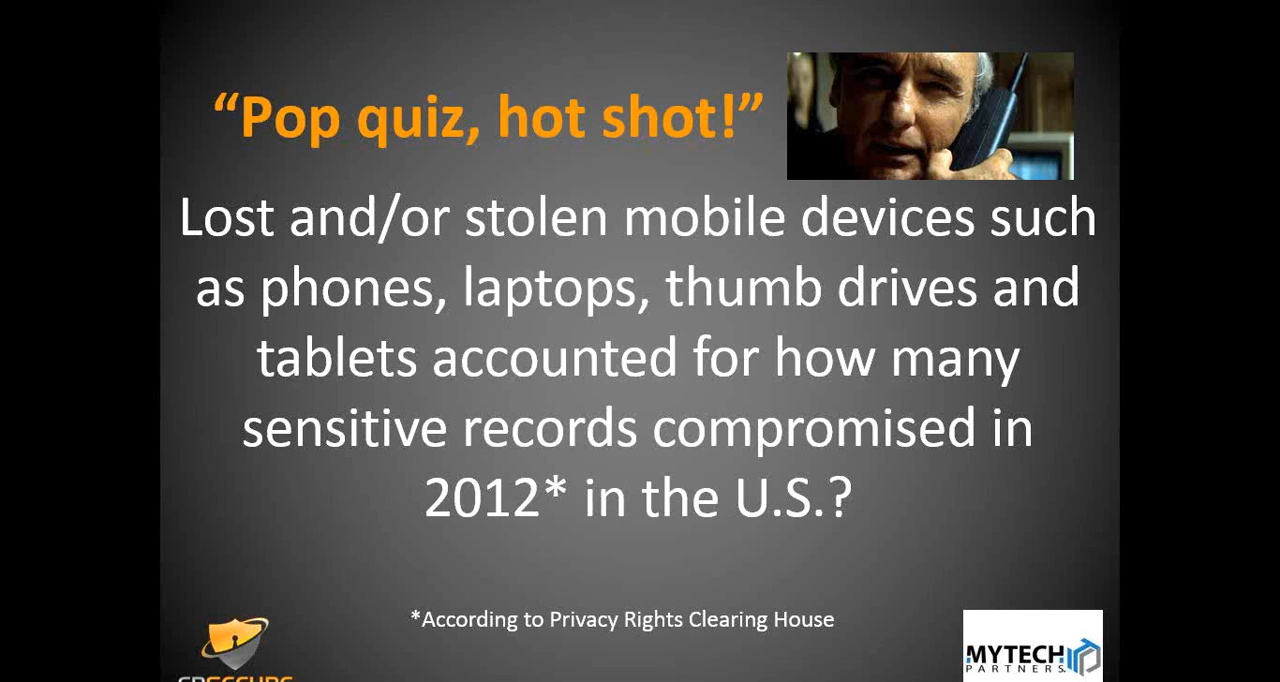 “Pop quiz, hot shot!”
Lost and/or stolen mobile devices such
as phones, laptops, thumb drives and
tablets accounted for how many
sensitive records compromised in
2012* in the U.S.?
*According to Privacy Rights Clearing House
MYTECH
PARTNERS.